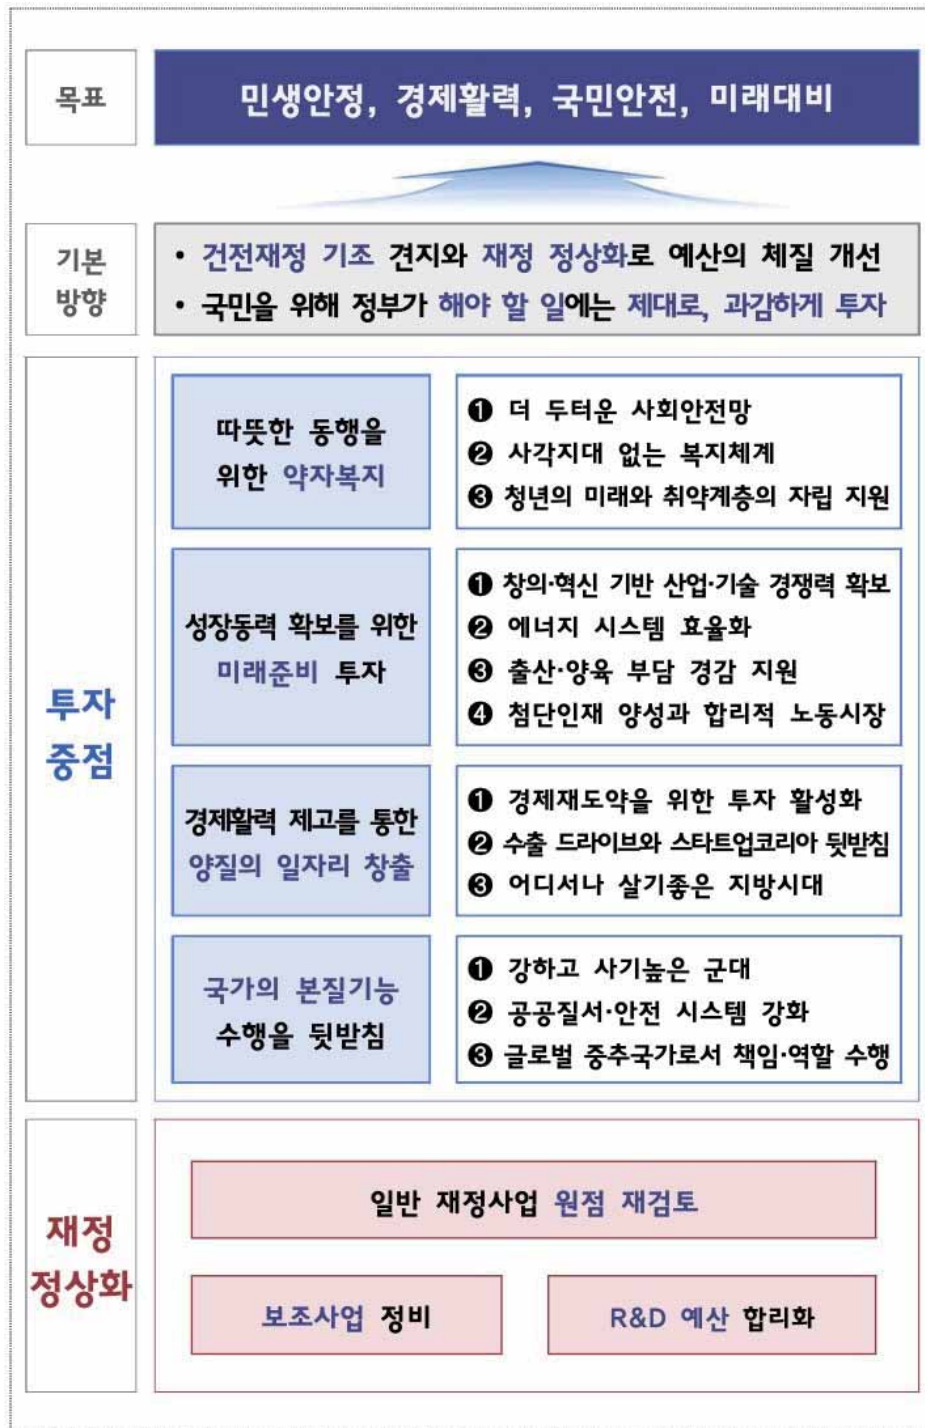 목표
민생안정, 경제활력, 국민안전, 미래대비
기본
방향
• 건전재정 기조 견지와 재정 정상화로 예산의 체질 개선
• 국민을 위해 정부가 해야 할 일에는 제대로, 과감하게 투자
투자
중점
따뜻한 동행을
위한 약자복지
❶ 더 두터운 사회안전망
❷ 사각지대 없는 복지체계
❸ 청년의 미래와 취약계층의 자립 지원
성장동력 확보를 위한
미래준비 투자
❶ 창의·혁신 기반 산업·기술 경쟁력 확보
❷ 에너지 시스템 효율화
❸ 출산·양육 부담 경감 지원
❹ 첨단인재 양성과 합리적 노동시장
경제활력 제고를 통한
양질의 일자리 창출
❶ 경제재도약을 위한 투자 활성화
❷ 수출 드라이브와 스타트업코리아 뒷받침
❸ 어디서나 살기좋은 지방시대
국가의 본질기능
수행을 뒷받침
❶ 강하고 사기높은 군대
❷ 공공질서·안전 시스템 강화
❸ 글로벌 중추국가로서 책임·역할 수행
재정
정상화
일반 재정사업 원점 재검토
보조사업 정비
R&D 예산 합리화